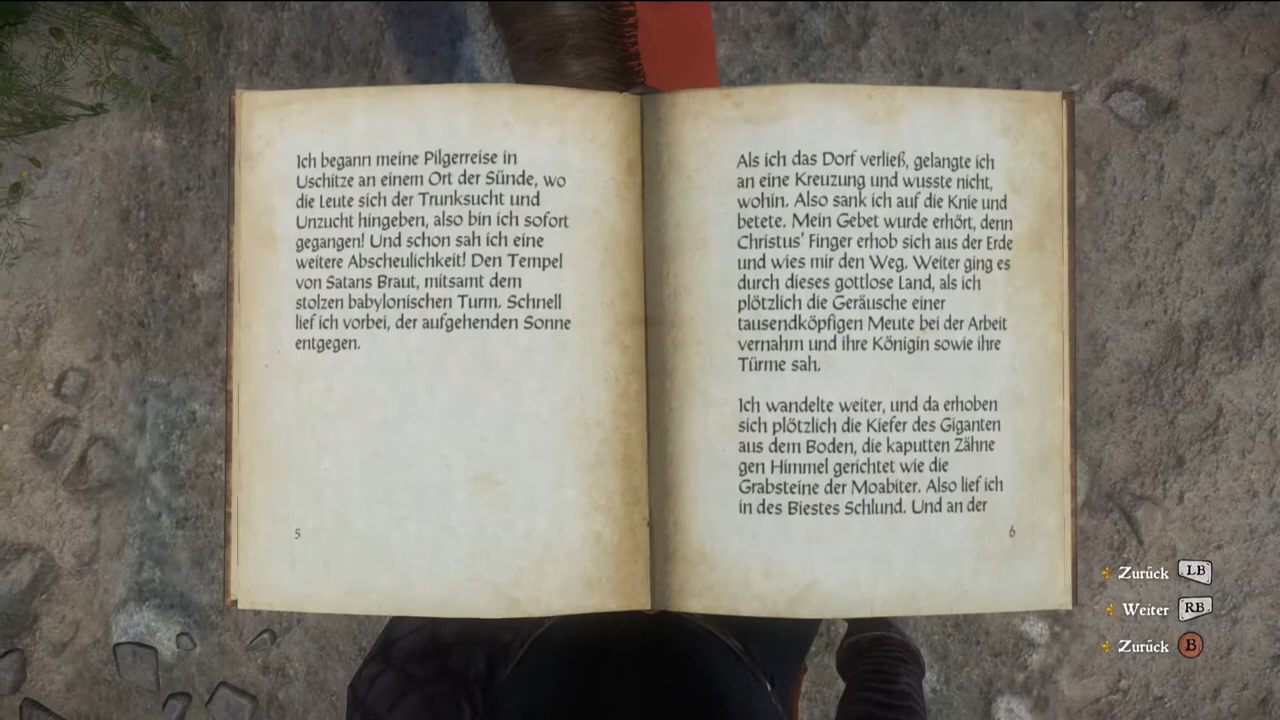 Ich begann meine Pilgerreise in
Uschitze an einem Ort der Sünde, wo
die Leute sich der Trunksucht und
Unzucht hingeben, also bin ich sofort
gegangen! Und schon sah ich eine
weitere Abscheulichkeit! Den Tempel
von Satans Braut, mitsamt dem
stolzen babylonischen Turm. Schnell
lief ich vorbei, der aufgehenden Sonne
entgegen.
5
Als ich das Dorf verließ, gelangte ich
an eine Kreuzung und wusste nicht,
wohin. Also sank ich auf die Knie und
betete. Mein Gebet wurde erhört, denn
Christus' Finger erhob sich aus der Erde
und wies mir den Weg. Weiter ging es
durch dieses gottlose Land, als ich
plötzlich die Geräusche einer
tausendköpfigen Meute bei der Arbeit
vernahm und ihre Königin sowie ihre
Türme sah.
Ich wandelte weiter, und da erhoben
sich plötzlich die Kiefer des Giganten
aus dem Boden, die kaputten Zähne
gen Himmel gerichtet wie die
Grabsteine der Moabiter. Also lief ich
in des Biestes Schlund. Und an der
6
Zurück LB
Weiter RB
Zurück B